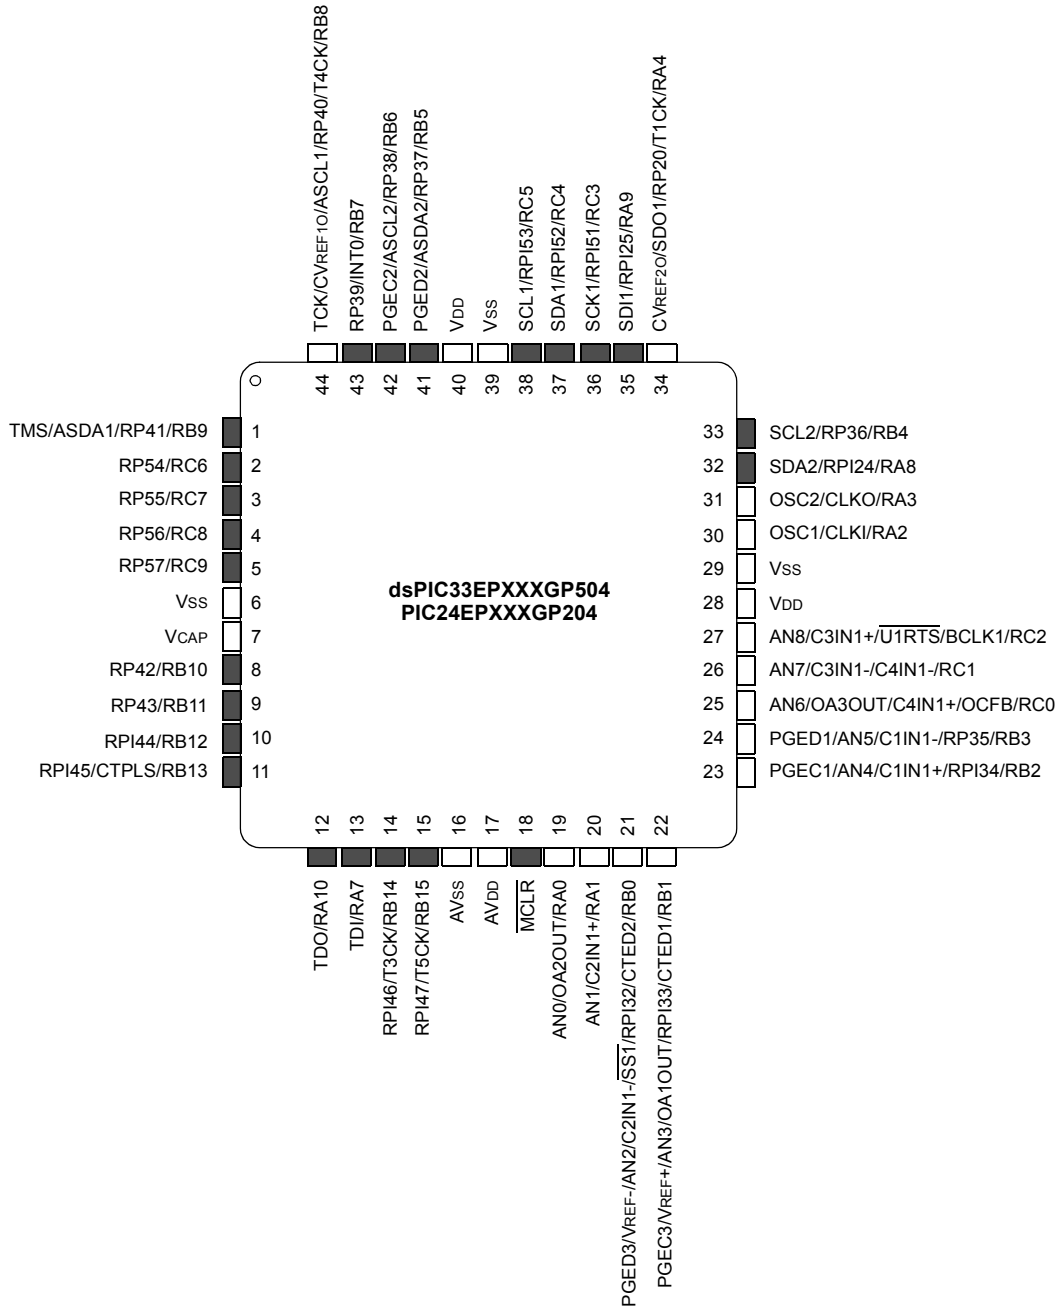 TCK/CVREF1O/ASCL1/RP40/T4CK/RB8
RP39/INT0/RB7
PGEC2/ASCL2/RP38/RB6
PGED2/ASDA2/RP37/RB5
VDD
VSS
SCL1/RPI53/RC5
SDA1/RPI52/RC4
SCK1/RPI51/RC3
SDI1/RPI25/RA9
CVREF2O/SDO1/RP20/T1CK/RA4
44
43
42
41
40
39
38
37
36
35
34
TMS/ASDA1/RP41/RB9 1
RP54/RC6 2
RP55/RC7 3
RP56/RC8 4
RP57/RC9 5
VSS 6
VCAP 7
RP42/RB10 8
RP43/RB11 9
RPI44/RB12 10
RPI45/CTPLS/RB13 11
dsPIC33EPXXXGP504
PIC24EPXXXGP204
33 SCL2/RP36/RB4
32 SDA2/RPI24/RA8
31 OSC2/CLKO/RA3
30 OSC1/CLKI/RA2
29 VSS
28 VDD
27 AN8/C3IN1+/U1RTS/BCLK1/RC2
26 AN7/C3IN1-/C4IN1-/RC1
25 AN6/OA3OUT/C4IN1+/OCFB/RC0
24 PGED1/AN5/C1IN1-/RP35/RB3
23 PGEC1/AN4/C1IN1+/RPI34/RB2
12
13
14
15
16
17
18
19
20
21
22
TDO/RA10
TDI/RA7
RPI46/T3CK/RB14
RPI47/T5CK/RB15
AVSS
AVDD
MCLR
AN0/OA2OUT/RA0
AN1/C2IN1+/RA1
PGED3/VREF-/AN2/C2IN1-/SS1/RPI32/CTED2/RB0
PGEC3/VREF+/AN3/OA1OUT/RPI33/CTED1/RB1